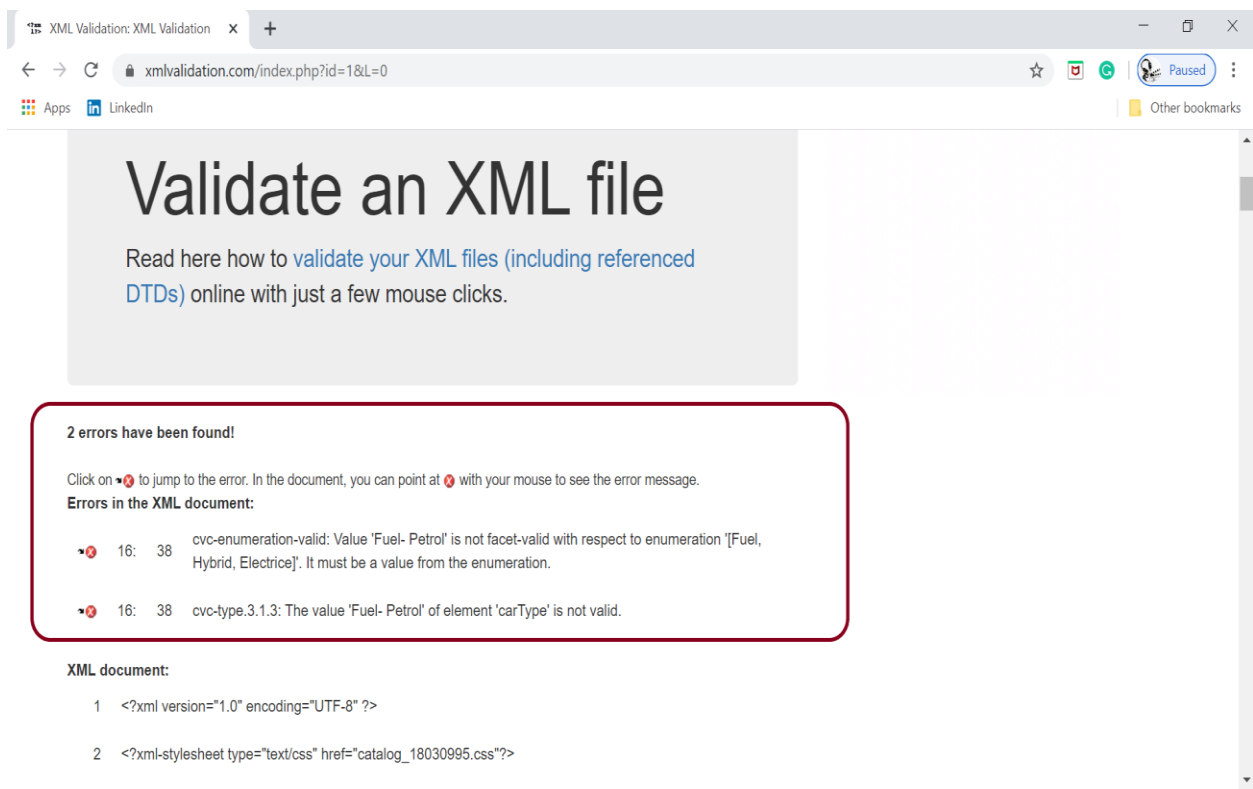 XML Validation: XML Validation
xmlvalidation.com/index.php?id=1&L=0
Paused
Apps LinkedIn Other bookmarks
Validate an XML file
Read here how to validate your XML files (including referenced
DTDs) online with just a few mouse clicks.
2 errors have been found!
Click on to jump to the error. In the document, you can point at with your mouse to see the error message.
Errors in the XML document:
16: 38 cvc-enumeration-valid: Value 'Fuel- Petrol' is not facet-valid with respect to enumeration '[Fuel,
Hybrid, Electrice]'. It must be a value from the enumeration.
16: 38 cvc-type.3.1.3: The value 'Fuel- Petrol' of element 'carType' is not valid.
XML document:
1 <?xml version="1.0" encoding="UTF-8" ?>
2 <?xml-stylesheet type="text/css" href="catalog_18030995.css"?>